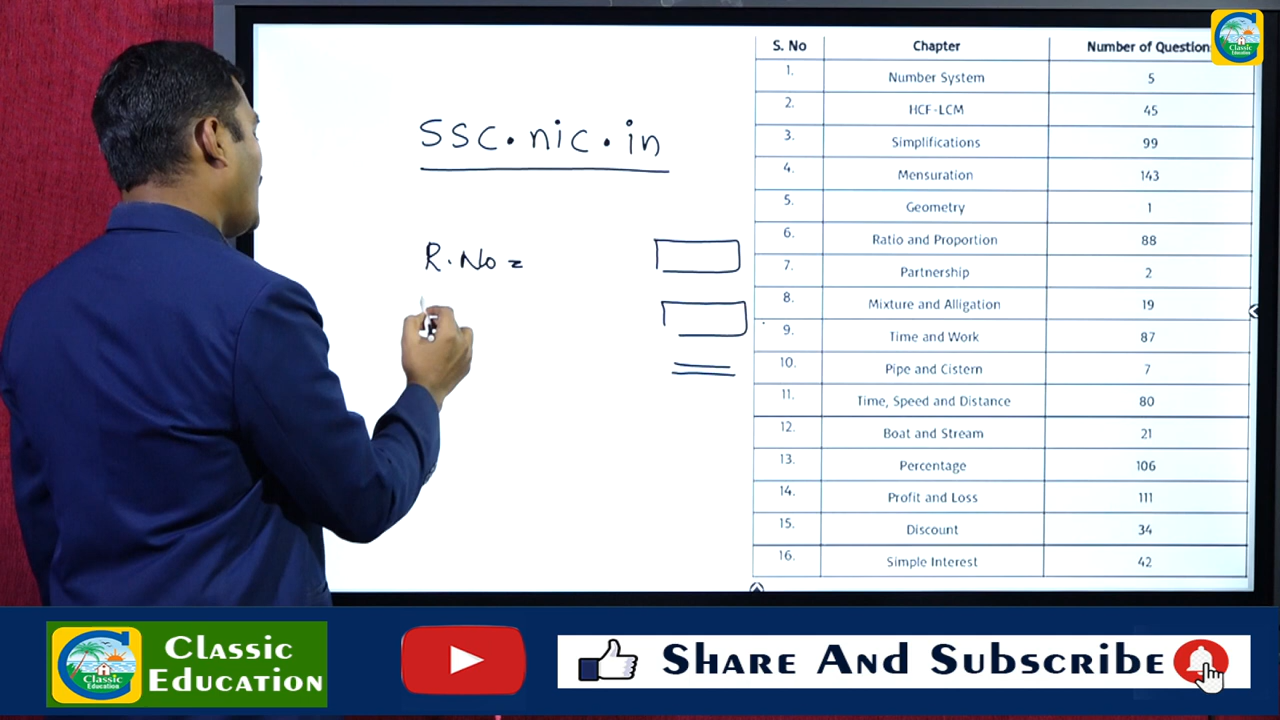 Classic
Education
SSC.nic.in
R.No =
S. No Chapter Number of Question
1. Number System 5
2. HCF-LCM 45
3. Simplifications 99
4. Mensuration 143
5. Geometry 1
6. Ratio and Proportion 88
7. Partnership 2
8. Mixture and Alligation 19
9. Time and Work 87
10. Pipe and Cistern 7
11. Time, Speed and Distance 80
12. Boat and Stream 21
13. Percentage 106
14. Profit and Loss 111
15. Discount 34
16. Simple Interest 42
Classic
Education
Classic
Education
Share And Subscribe